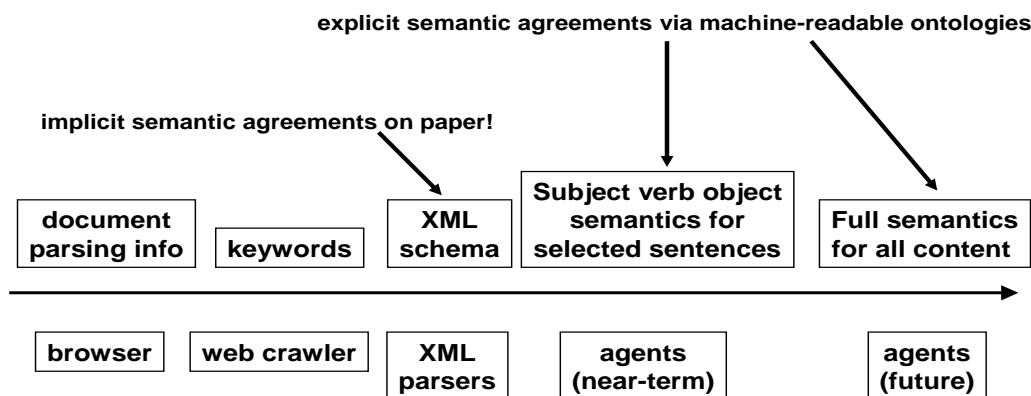 explicit semantic agreements via machine-readable ontologies
implicit semantic agreements on paper!
document
parsing info
keywords
XML
schema
Subject verb object
semantics for
selected sentences
Full semantics
for all content
browser
web crawler
XML
parsers
agents
(near-term)
agents
(future)